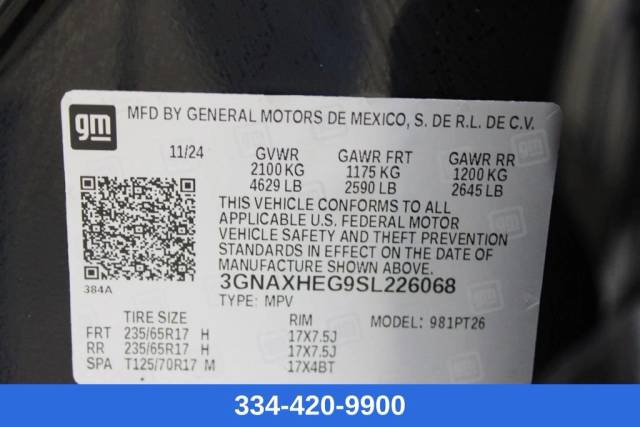 gm
MFD BY GENERAL MOTORS DE MEXICO, S. DE R.L. DE C.V.
11/24 GVWR GAWR FRT GAWR RR
2100 KG 1175 KG 1200 KG
4629 LB 2590 LB 2645 LB
THIS VEHICLE CONFORMS TO ALL
APPLICABLE U.S. FEDERAL MOTOR
VEHICLE SAFETY AND THEFT PREVENTION
STANDARDS IN EFFECT ON THE DATE OF
MANUFACTURE SHOWN ABOVE.
384A
3GNAXHEG9SL226068
TYPE: MPV
TIRE SIZE RIM MODEL: 981PT26
FRT 235/65R17 H 17X7.5J
RR 235/65R17 H 17X7.5J
SPA T125/70R17 M 17X4BT
334-420-9900